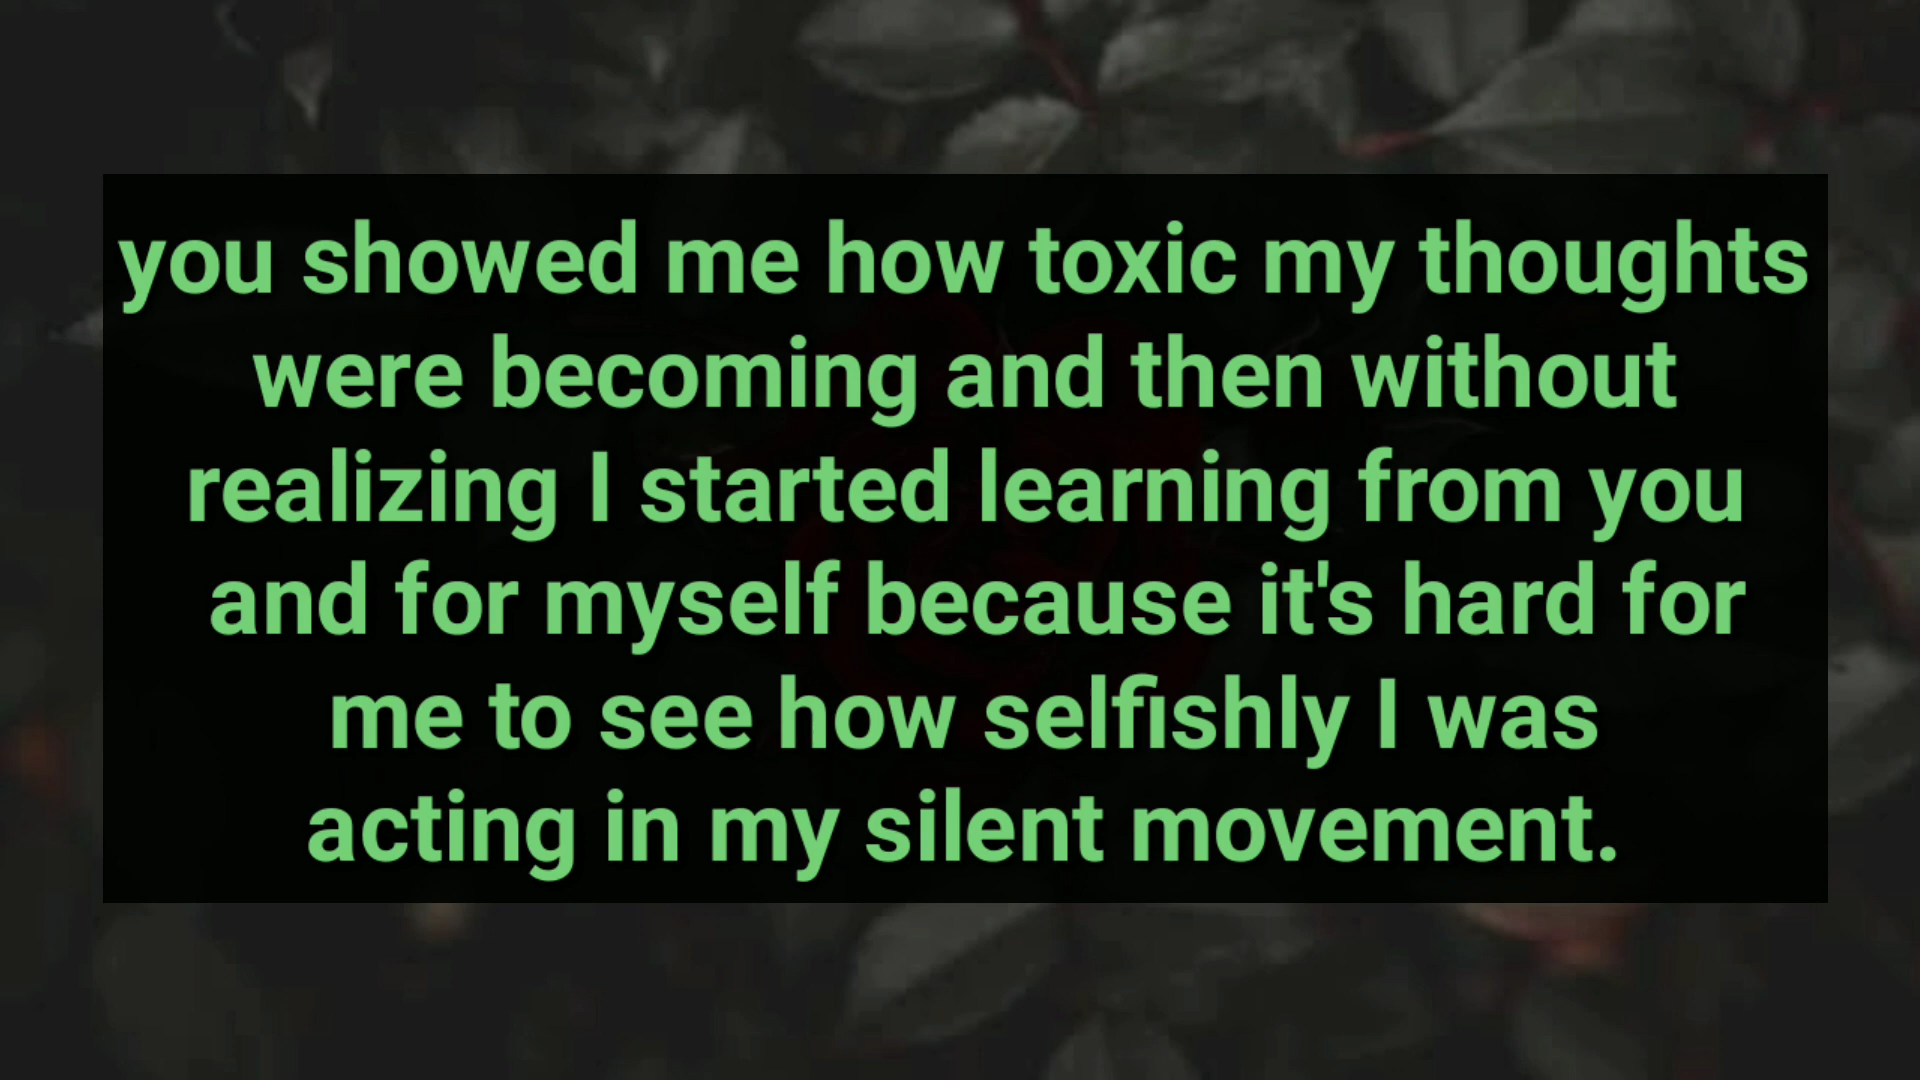 you showed me how toxic my thoughts
were becoming and then without
realizing I started learning from you
and for myself because it's hard for
me to see how selfishly I was
acting in my silent movement.